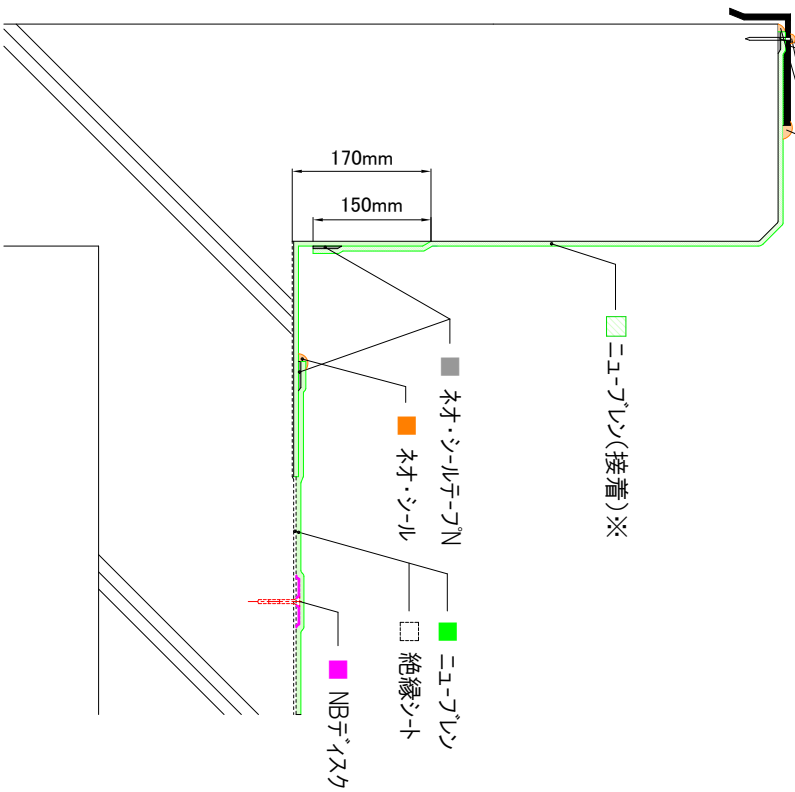 170mm
150mm
ニューブレン(接着)※
ネオ・シールテープN
ネオ・シール
ニューブレン
絶縁シート
NBディスク